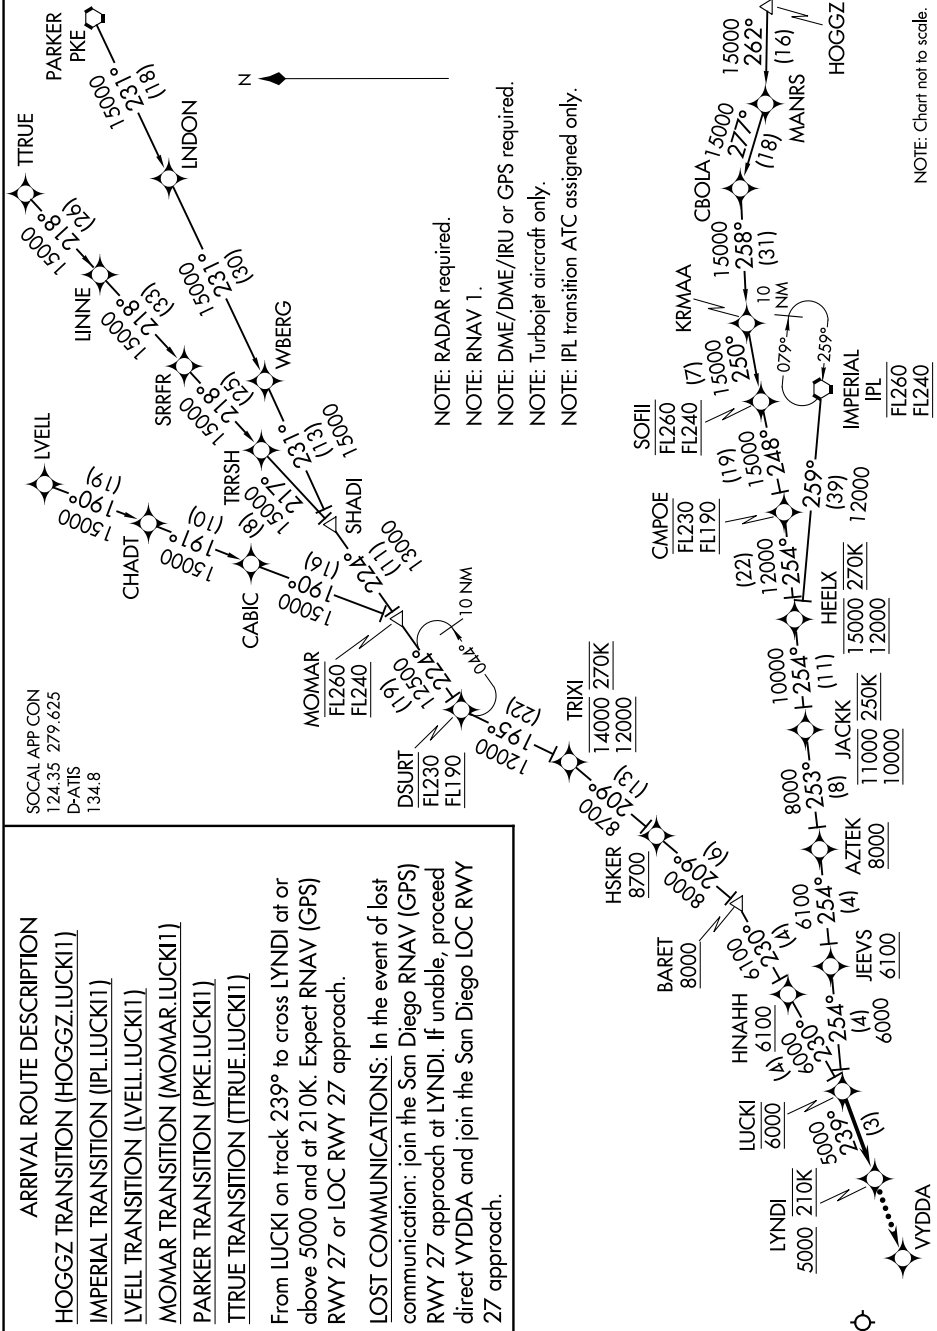 ARRIVAL ROUTE DESCRIPTION
HOGGZ TRANSITION (HOGGZ.LUCKI1)
IMPERIAL TRANSITION (IPL.LUCKI1)
LVELL TRANSITION (LVELL.LUCKI1)
MOMAR TRANSITION (MOMAR.LUCKI1)
PARKER TRANSITION (PKE.LUCKI1)
TTRUE TRANSITION (TTRUE.LUCKI1)
From LUCKI on track 239° to cross LYNDI at or
above 5000 and at 210K. Expect RNAV (GPS)
RWY 27 or LOC RWY 27 approach.
LOST COMMUNICATIONS: In the event of lost
communication: join the San Diego RNAV (GPS)
RWY 27 approach at LYNDI. If unable, proceed
direct VYDDA and join the San Diego LOC RWY
27 approach.
SOCAL APP CON
124.35 279.625
D-ATIS
134.8
LVELL
15000
190°
(19)
CHADT
15000
191°
(10)
CABIC
15000
190°
(16)
TTRUE
15000
218°
(26)
LINNE
15000
218°
(33)
SRRFR
15000
218°
(25)
TRRSH
15000
217°
(8)
PARKER
PKE
15000
231°
(18)
LNDON
15000
231°
(30)
WBERG
231°
(13)
15000
SHADI
224°
(11)
13000
N
MOMAR
FL260
FL240
(19)
12500
224°
044°
10 NM
DSURT
FL230
FL190
12000
195°
(22)
TRIXI
14000 270K
12000
8700
209°
(13)
HSKER
8700
8000
209°
(6)
BARET
8000
6100
230°
(4)
HNAHH
6100
6000
230°
(4)
NOTE: RADAR required.
NOTE: RNAV 1.
NOTE: DME/DME/IRU or GPS required.
NOTE: Turbojet aircraft only.
NOTE: IPL transition ATC assigned only.
HOGGZ
15000
262°
(16)
MANRS
15000
277°
(18)
CBOLA
15000
258°
(31)
KRMAA
(7)
15000
250°
SOFII
FL260
FL240
(19)
15000
248°
CMPOE
FL230
FL190
(22)
12000
254°
10
NM
079°
259°
IMPERIAL
IPL
FL260
FL240
259°
(39)
12000
HEELX
15000 270K
12000
10000
254°
(11)
JACKK
11000 250K
10000
8000
253°
(8)
AZTEK
8000
6100
254°
(4)
JEEVS
6100
254°
(4)
6000
LUCKI
6000
5000
239°
(3)
LYNDI
5000 210K
VYDDA
NOTE: Chart not to scale.